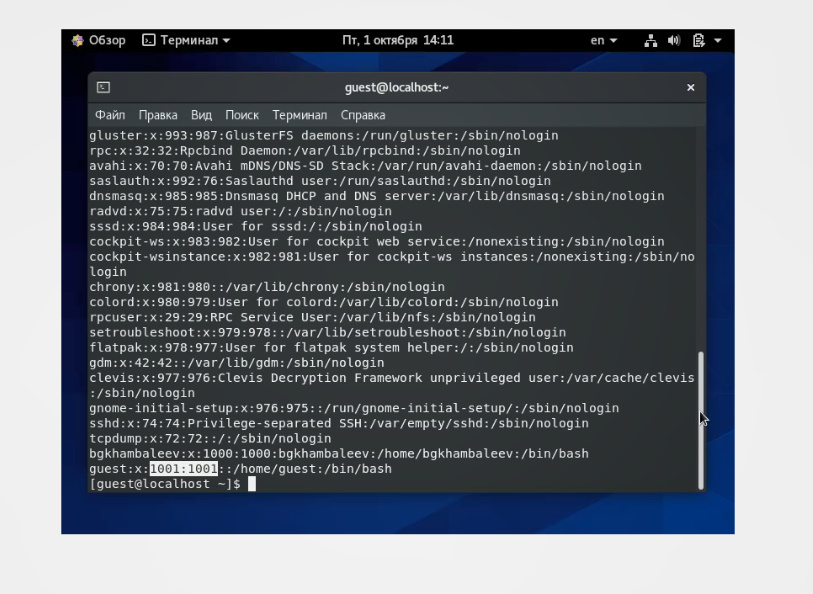 Обзор Терминал Пт, 1 октября 14:11 en
guest@localhost:~ ×
Файл Правка Вид Поиск Терминал Справка
gluster:x:993:987:GlusterFS daemons:/run/gluster:/sbin/nologin
rpc:x:32:32:Rpcbind Daemon:/var/lib/rpcbind:/sbin/nologin
avahi:x:70:70:Avahi mDNS/DNS-SD Stack:/var/run/avahi-daemon:/sbin/nologin
saslauth:x:992:76:Saslauthd user:/run/saslauthd:/sbin/nologin
dnsmasq:x:985:985:Dnsmasq DHCP and DNS server:/var/lib/dnsmasq:/sbin/nologin
radvd:x:75:75:radvd user:/:/sbin/nologin
sssd:x:984:984:User for sssd:/:/sbin/nologin
cockpit-ws:x:983:982:User for cockpit web service:/nonexisting:/sbin/nologin
cockpit-wsinstance:x:982:981:User for cockpit-ws instances:/nonexisting:/sbin/no
login
chrony:x:981:980::/var/lib/chrony:/sbin/nologin
colord:x:980:979:User for colord:/var/lib/colord:/sbin/nologin
rpcuser:x:29:29:RPC Service User:/var/lib/nfs:/sbin/nologin
setroubleshoot:x:979:978::/var/lib/setroubleshoot:/sbin/nologin
flatpak:x:978:977:User for flatpak system helper:/:/sbin/nologin
gdm:x:42:42::/var/lib/gdm:/sbin/nologin
clevis:x:977:976:Clevis Decryption Framework unprivileged user:/var/cache/clevis
:/sbin/nologin
gnome-initial-setup:x:976:975::/run/gnome-initial-setup/:/sbin/nologin
sshd:x:74:74:Privilege-separated SSH:/var/empty/sshd:/sbin/nologin
tcpdump:x:72:72::/:/sbin/nologin
bgkhambaleev:x:1000:1000:bgkhambaleev:/home/bgkhambaleev:/bin/bash
guest:x:1001:1001::/home/guest:/bin/bash
[guest@localhost ~]$